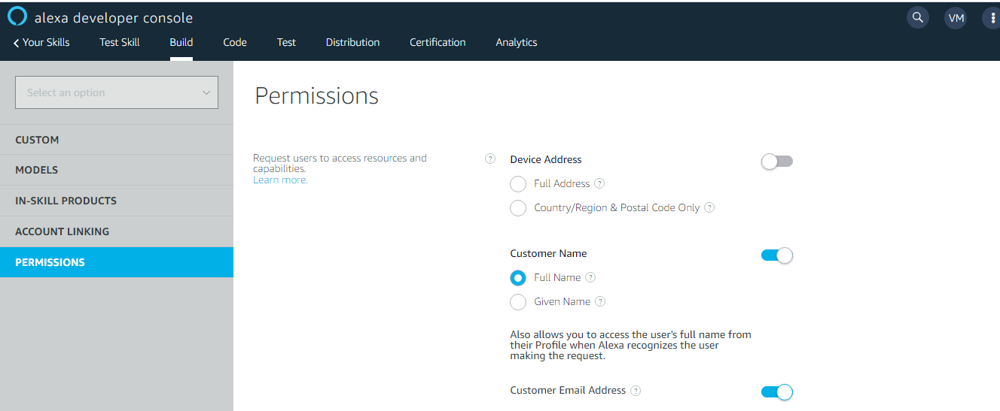 alexa developer console
VM
Your Skills
Test Skill
Build
Code
Test
Distribution
Certification
Analytics
Select an option
CUSTOM
MODELS
IN-SKILL PRODUCTS
ACCOUNT LINKING
PERMISSIONS
Permissions
Request users to access resources and
capabilities.
Learn more.
?
Device Address
Full Address ?
Country/Region & Postal Code Only ?
Customer Name
Full Name ?
Given Name ?
Also allows you to access the user's full name from
their Profile when Alexa recognizes the user
making the request.
Customer Email Address ?